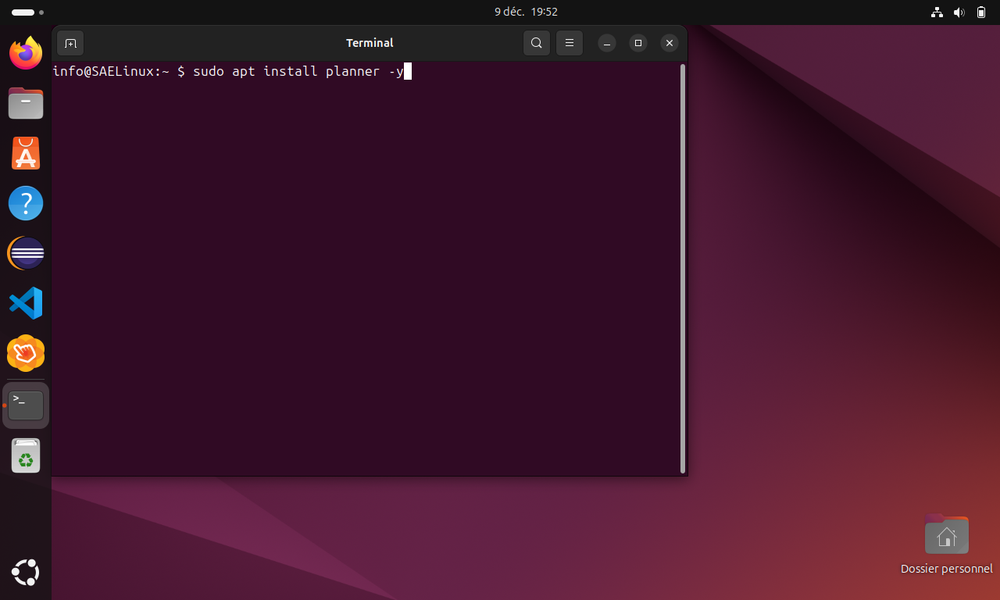 9 déc. 19:52
Terminal
info@SAELinux:~ $ sudo apt install planner -y
Dossier personnel